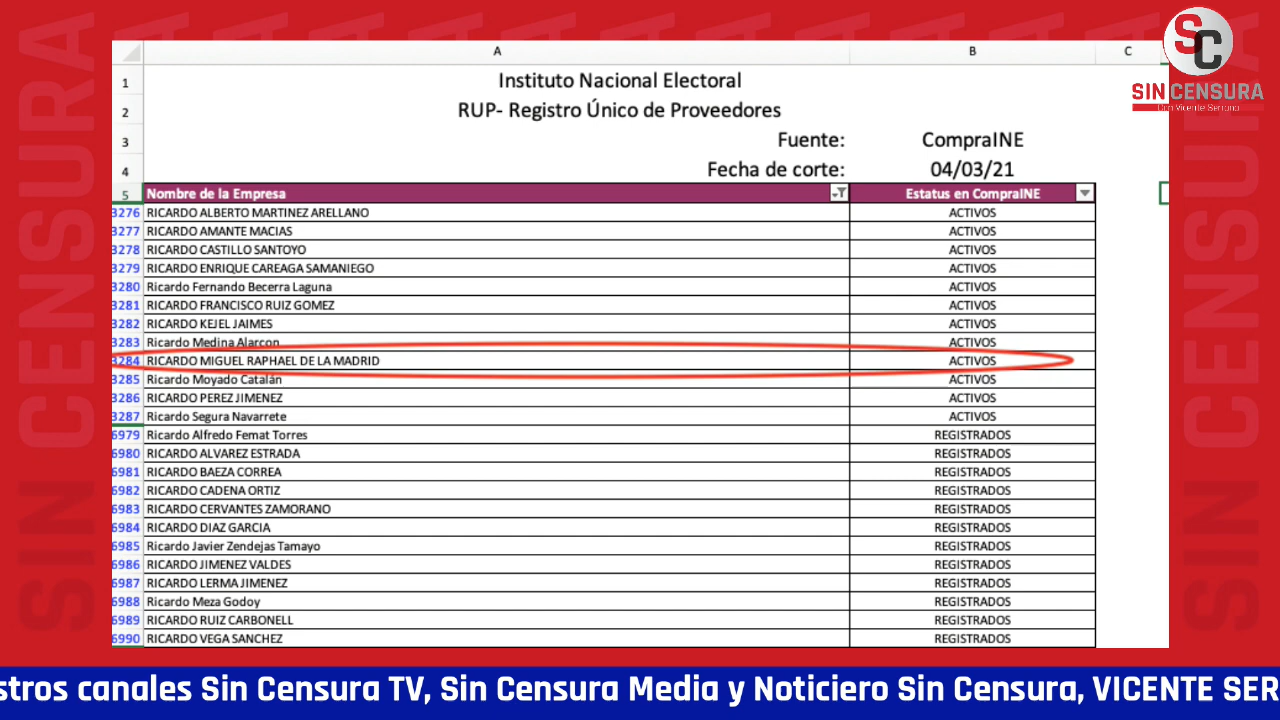 SC
SIN CENSURA
Con Vicente Serrano
SIN CENSURA
SIN CENSURA
A B C
1 Instituto Nacional Electoral
2 RUP- Registro Único de Proveedores
3 Fuente: CompraINE
4 Fecha de corte: 04/03/21
5 Nombre de la Empresa Estatus en CompraINE
3276 RICARDO ALBERTO MARTINEZ ARELLANO ACTIVOS
3277 RICARDO AMANTE MACIAS ACTIVOS
3278 RICARDO CASTILLO SANTOYO ACTIVOS
3279 RICARDO ENRIQUE CAREAGA SAMANIEGO ACTIVOS
3280 Ricardo Fernando Becerra Laguna ACTIVOS
3281 RICARDO FRANCISCO RUIZ GOMEZ ACTIVOS
3282 RICARDO KEJEL JAIMES ACTIVOS
3283 Ricardo Medina Alarcon ACTIVOS
3284 RICARDO MIGUEL RAPHAEL DE LA MADRID ACTIVOS
3285 Ricardo Moyado Catalán ACTIVOS
3286 RICARDO PEREZ JIMENEZ ACTIVOS
3287 Ricardo Segura Navarrete ACTIVOS
6979 Ricardo Alfredo Femat Torres REGISTRADOS
6980 RICARDO ALVAREZ ESTRADA REGISTRADOS
6981 RICARDO BAEZA CORREA REGISTRADOS
6982 RICARDO CADENA ORTIZ REGISTRADOS
6983 RICARDO CERVANTES ZAMORANO REGISTRADOS
6984 RICARDO DIAZ GARCIA REGISTRADOS
6985 Ricardo Javier Zendejas Tamayo REGISTRADOS
6986 RICARDO JIMENEZ VALDES REGISTRADOS
6987 RICARDO LERMA JIMENEZ REGISTRADOS
6988 Ricardo Meza Godoy REGISTRADOS
6989 RICARDO RUIZ CARBONELL REGISTRADOS
6990 RICARDO VEGA SANCHEZ REGISTRADOS
stros canales Sin Censura TV, Sin Censura Media y Noticiero Sin Censura, VICENTE SER